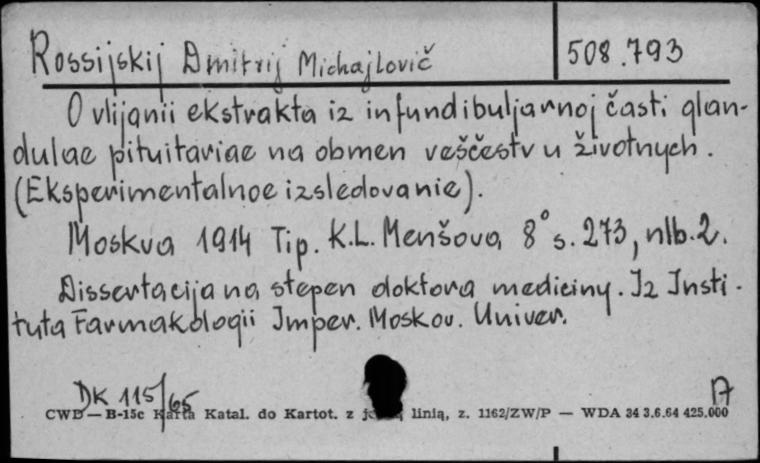 Rossijskij Dmitrij Michajlovič 508.793
O vlijanii ekstrakta iz infundibuljarnoj časti glan-
dulae pituitariae na obmen veščestv u životnych.
(Eksperimentalnoe izsledovanie).
Moskva 1914 Tip. K.L. Menšova 8° s. 273, nlb. 2.
Dissertacija na stepen doktora mediciny. Iz Insti-
tuta Farmakologii Imper. Moskov. Univer.
DK 115/65
CWD — B-15c Karta Katal. do Kartot. z linią, z. 1162/ZW/P — WDA 34 3.6.64 425.000